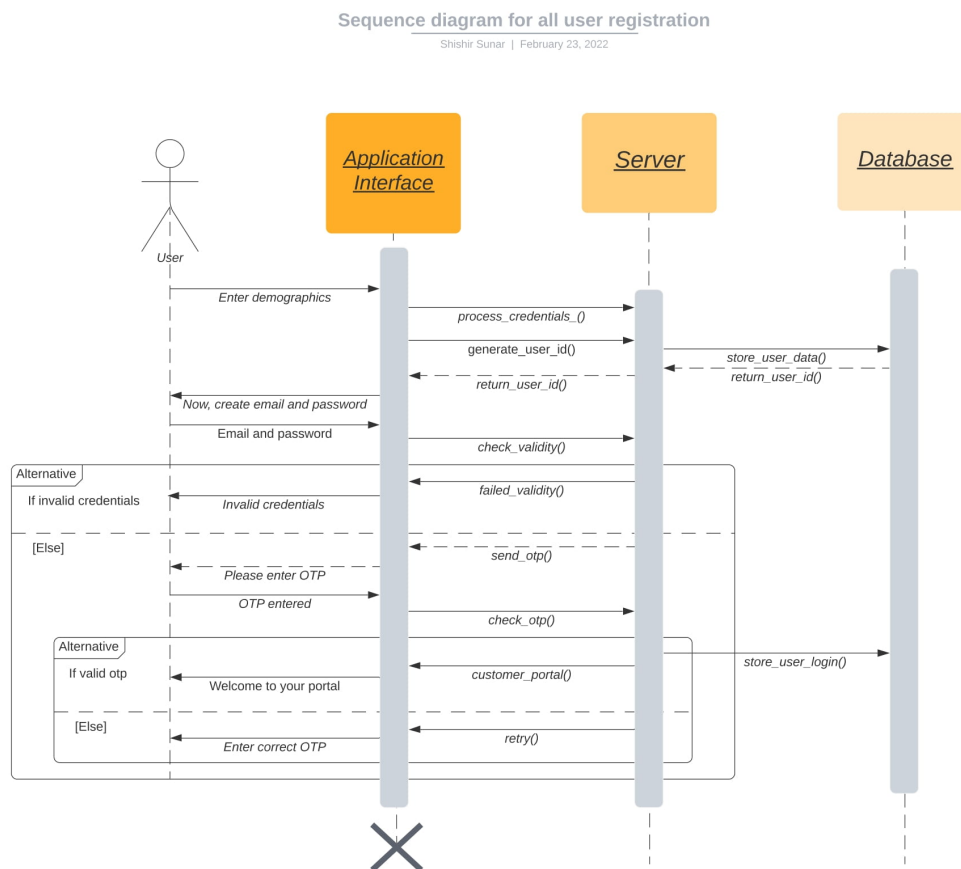 Sequence diagram for all user registration
Shishir Sunar | February 23, 2022
Application
Interface
Server
Database
User
Enter demographics
process_credentials_()
generate_user_id()
store_user_data()
return_user_id()
return_user_id()
Now, create email and password
Email and password
check_validity()
Alternative
If invalid credentials
failed_validity()
Invalid credentials
[Else]
send_otp()
Please enter OTP
OTP entered
check_otp()
Alternative
If valid otp
store_user_login()
customer_portal()
Welcome to your portal
[Else]
retry()
Enter correct OTP